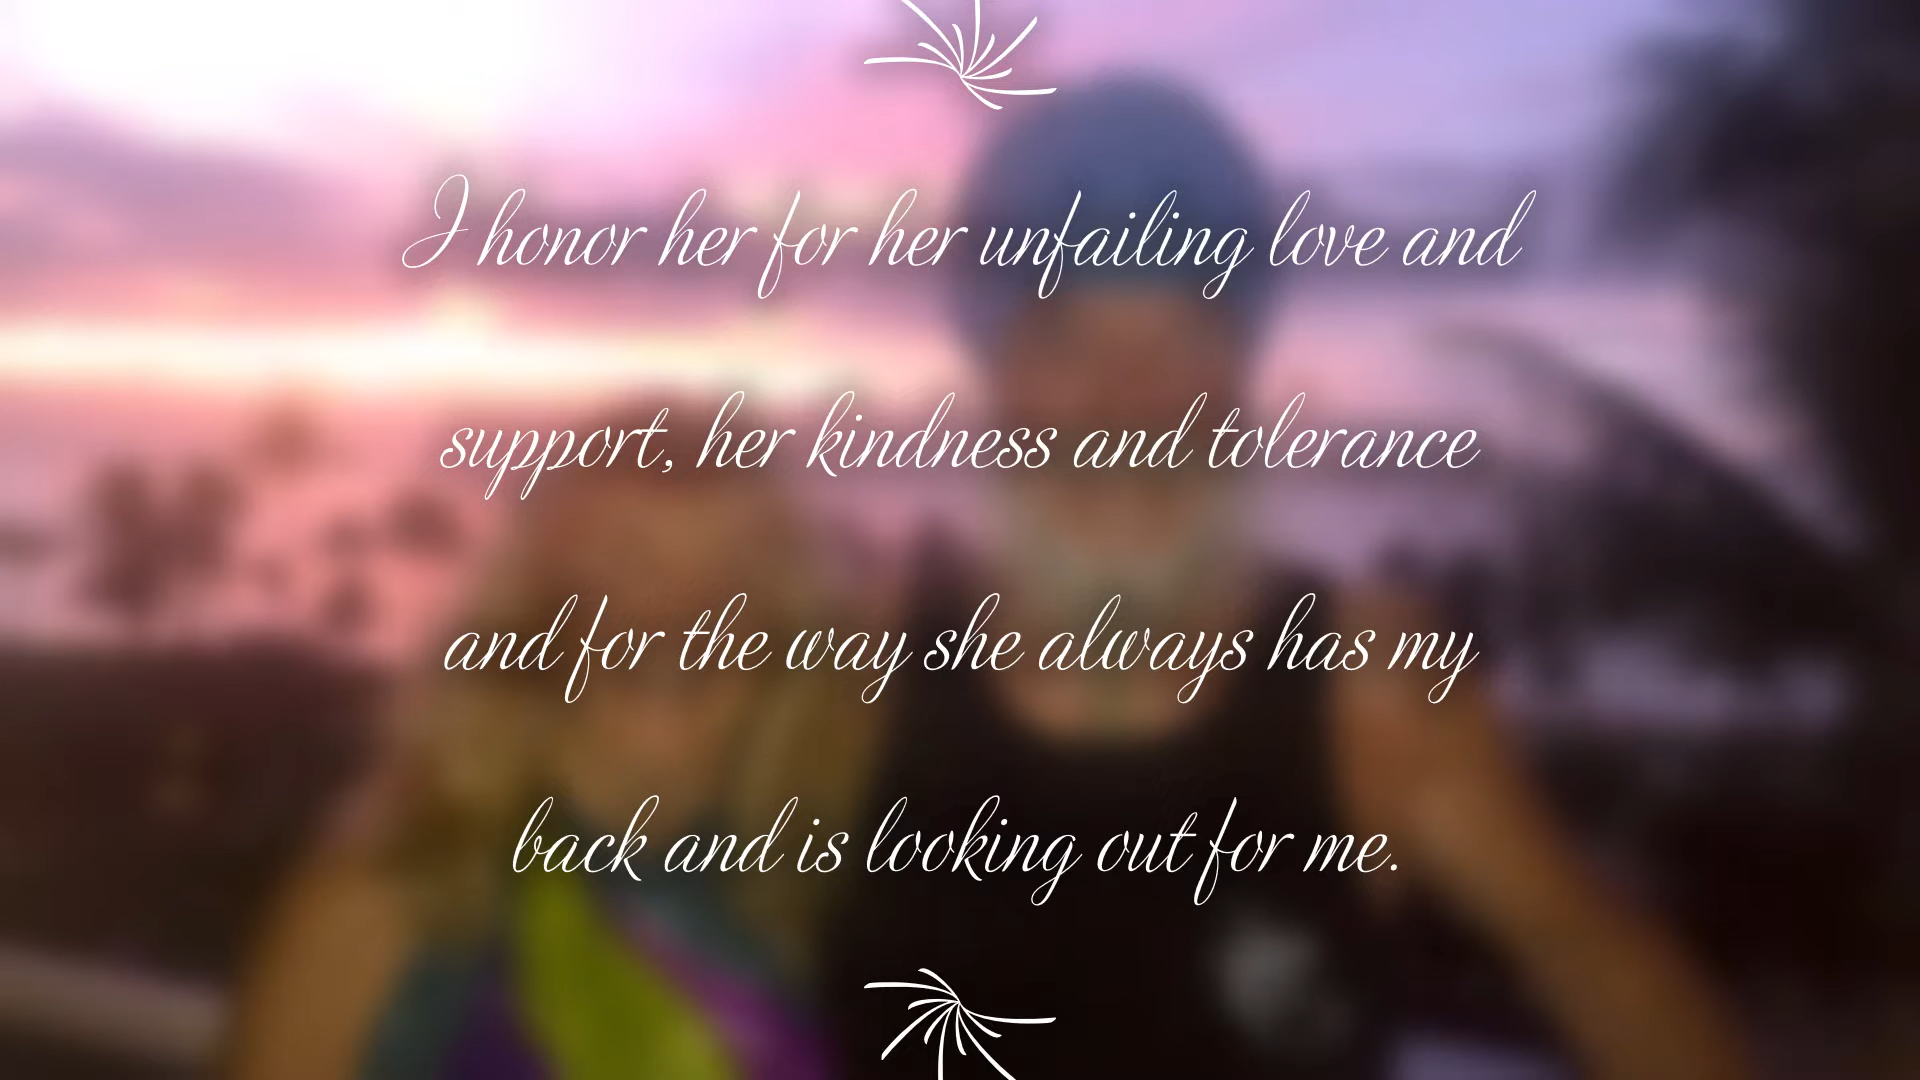 I honor her for her unfailing love and
support, her kindness and tolerance
and for the way she always has my
back and is looking out for me.